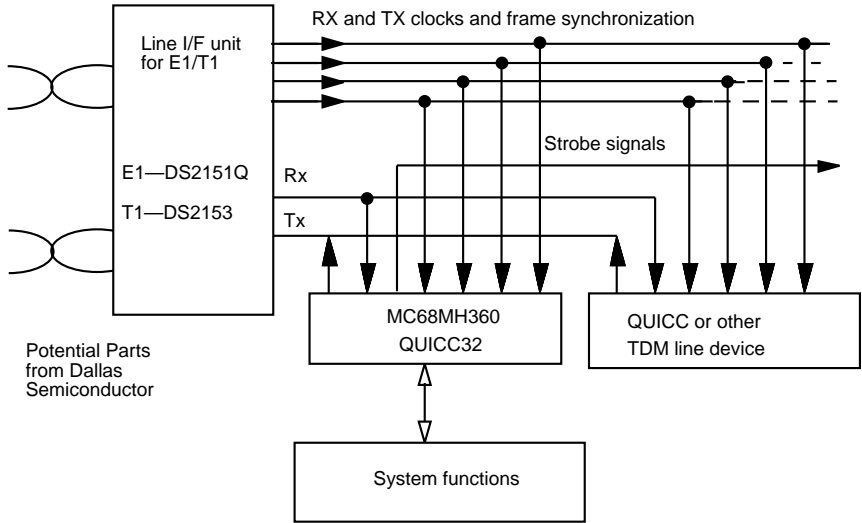 RX and TX clocks and frame synchronization
Line I/F unit
for E1/T1
Strobe signals
E1—DS2151Q
T1—DS2153
Rx
Tx
MC68MH360
QUICC32
QUICC or other
TDM line device
Potential Parts
from Dallas
Semiconductor
System functions